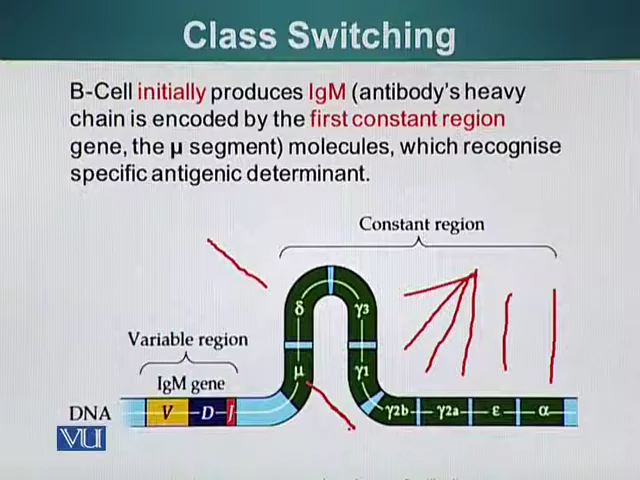 Class Switching
B-Cell initially produces IgM (antibody's heavy
chain is encoded by the first constant region
gene, the μ segment) molecules, which recognise
specific antigenic determinant.
Constant region
δ
γ3
Variable region
μ
γ1
IgM gene
DNA V D J γ2b γ2a ε α
VU